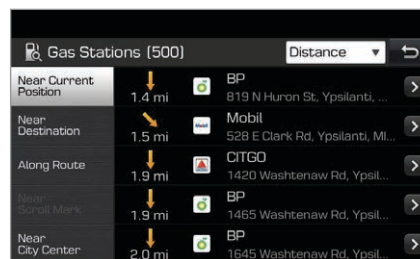 Gas Stations (500)
Distance
Near Current
Position
1.4 mi
BP
819 N Huron St, Ypsilanti, ...
Near
Destination
1.5 mi
Mobil
Mobil
528 E Clark Rd, Ypsilanti, MI...
Along Route
1.9 mi
CITGO
1420 Washtenaw Rd, Ypsil...
Near
Scroll Mark
1.9 mi
BP
1465 Washtenaw Rd, Ypsil...
Near
City Center
2.0 mi
BP
1645 Washtenaw Rd, Ypsil...